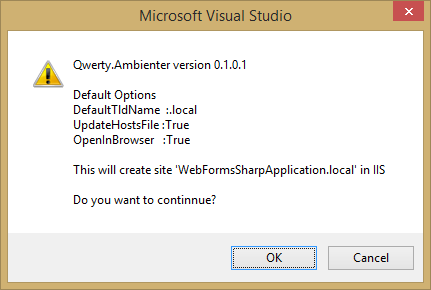 Microsoft Visual Studio
Qwerty.Ambienter version 0.1.0.1
Default Options
DefaultTldName :.local
UpdateHostsFile :True
OpenInBrowser :True
This will create site 'WebFormsSharpApplication.local' in IIS
Do you want to continnue?
OK
Cancel